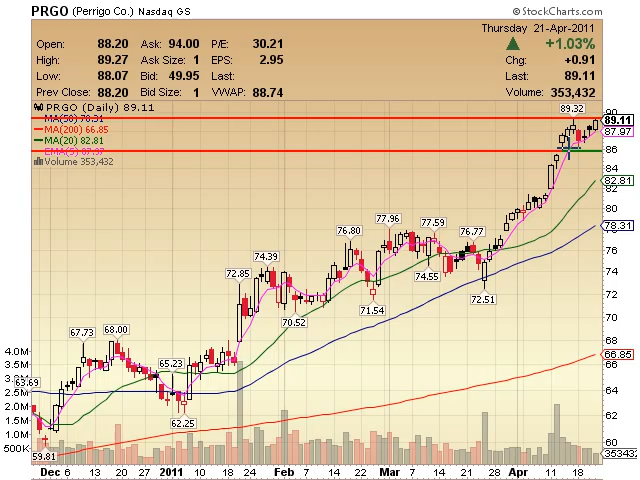 PRGO (Perrigo Co.) Nasdaq GS © StockCharts.com
Thursday 21-Apr-2011
Open: 88.20 Ask: 94.00 P/E: 30.21 +1.03%
High: 89.27 Ask Size: 1 EPS: 2.95 Chg: +0.91
Low: 88.07 Bid: 49.95 Last: Last: 89.11
Prev Close: 88.20 Bid Size: 1 VWAP: 88.74 Volume: 353,432
PRGO (Daily) 89.11
MA(50) 78.31
MA(200) 66.85
MA(20) 82.81
EMA(5) 87.97
Volume 353,432
89.32
90
89.11
87.97
86
84
82.81
80
78.31
77.96
77.59
76.80
76.77
76
74.39
74.55
74
72.85
72.51
72
71.54
70.52
70
68.00
67.73
68
66.85
65.23
64
63.69
62.25
62
60
59.81
4.0M
3.5M
3.0M
2.5M
2.0M
1.5M
1.0M
500K
353432
Dec 6 13 20 27 2011 10 18 24 Feb 7 14 22 Mar 7 14 21 28 Apr 11 18